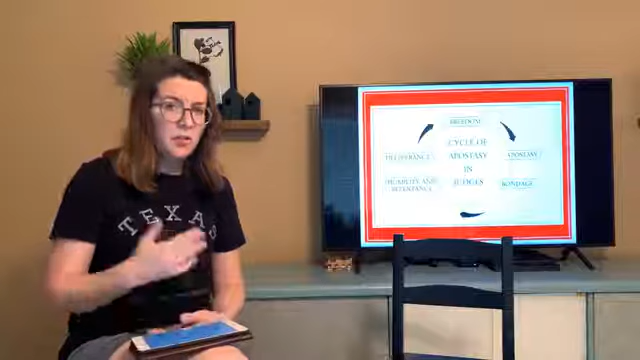 TEXAS
FREEDOM
CYCLE OF
APOSTASY
IN
JUDGES
DELIVERANCE
APOSTASY
HUMILITY AND
REPENTANCE
BONDAGE